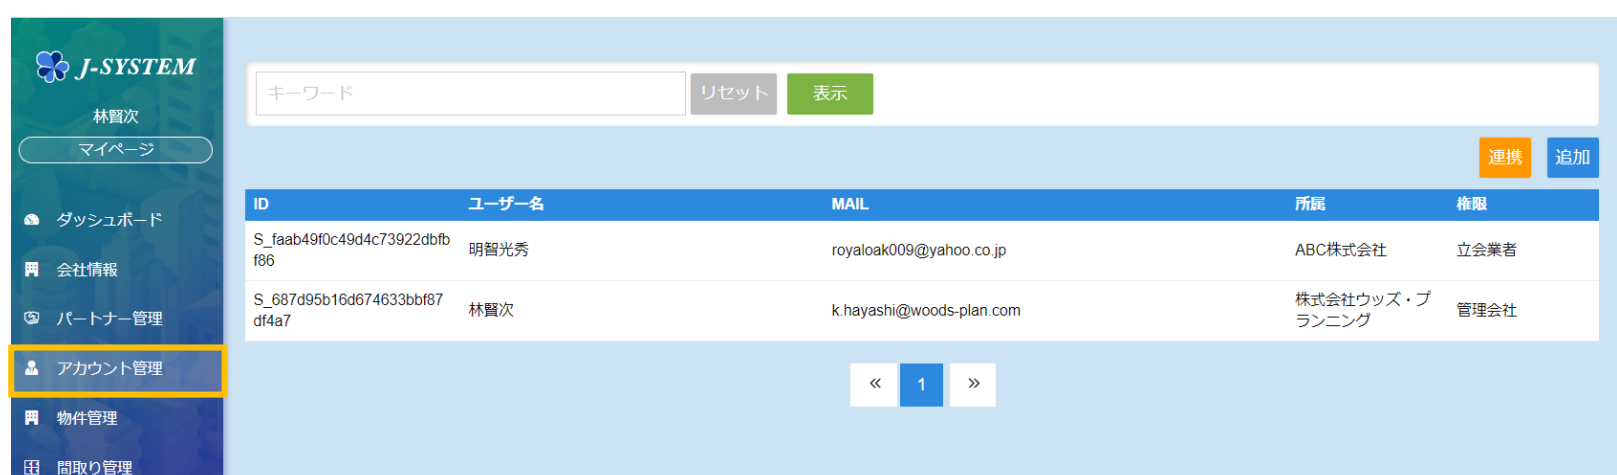 J-SYSTEM
林賢次
マイページ
ダッシュボード
会社情報
パートナー管理
アカウント管理
物件管理
間取り管理
キーワード
リセット
表示
連携
追加
ID ユーザー名 MAIL 所属 権限
S_faab49f0c49d4c73922dbfb
f86
明智光秀
royaloak009@yahoo.co.jp
ABC株式会社
立会業者
S_687d95b16d674633bbf87
df4a7
林賢次
k.hayashi@woods-plan.com
株式会社ウッズ・プ
ランニング
管理会社
« 1 »